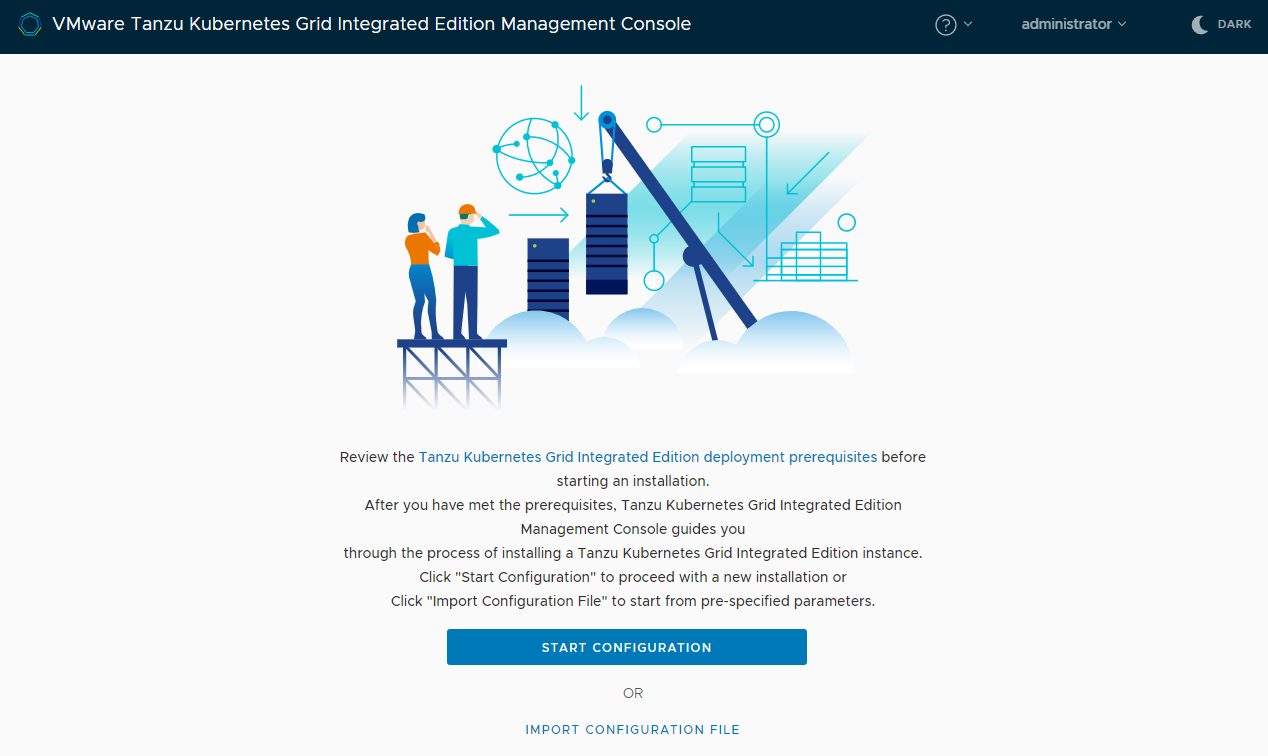 VMware Tanzu Kubernetes Grid Integrated Edition Management Console
administrator
DARK
Review the Tanzu Kubernetes Grid Integrated Edition deployment prerequisites before
starting an installation.
After you have met the prerequisites, Tanzu Kubernetes Grid Integrated Edition
Management Console guides you
through the process of installing a Tanzu Kubernetes Grid Integrated Edition instance.
Click "Start Configuration" to proceed with a new installation or
Click "Import Configuration File" to start from pre-specified parameters.
START CONFIGURATION
OR
IMPORT CONFIGURATION FILE